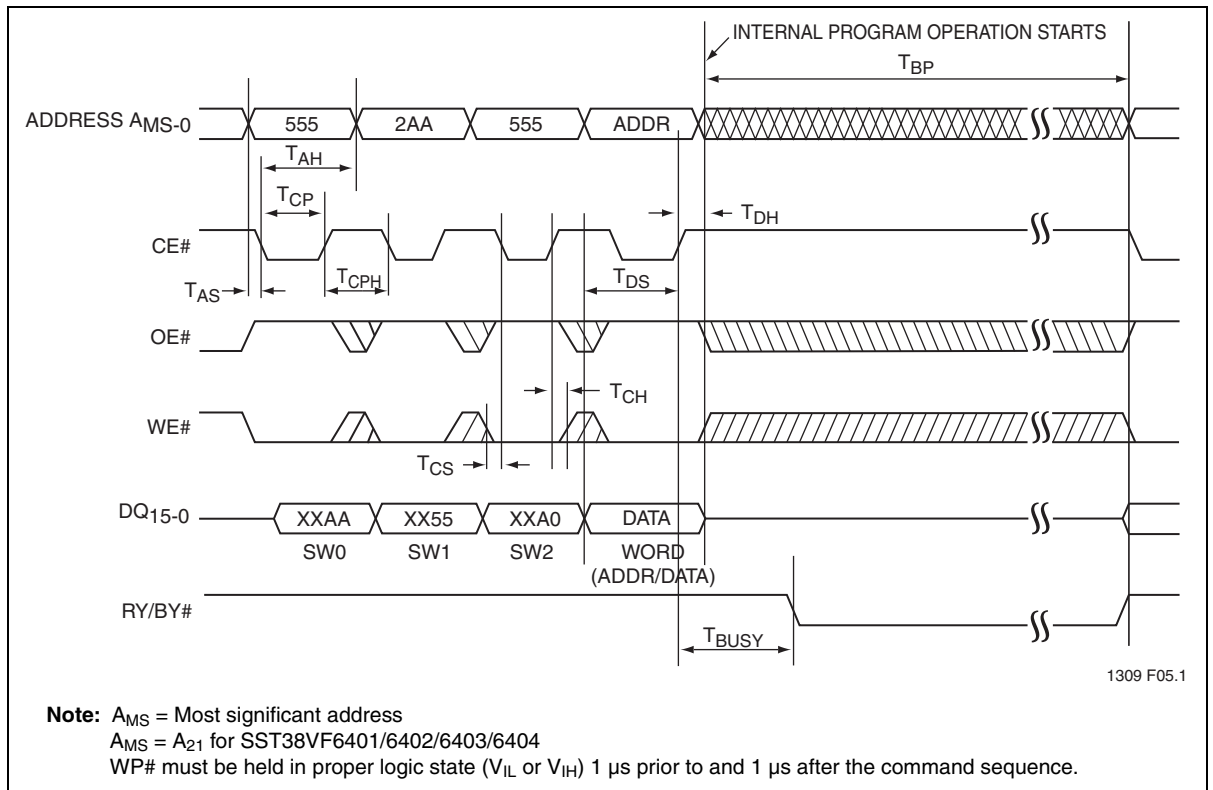 INTERNAL PROGRAM OPERATION STARTS
TBP
ADDRESS AMS-0
555
2AA
555
ADDR
TAH
TCP
TDH
CE#
TCPH
TDS
TAS
OE#
TCH
WE#
TCS
DQ15-0
XXAA
XX55
XXA0
DATA
SW0
SW1
SW2
WORD
(ADDR/DATA)
RY/BY#
TBUSY
1309 F05.1
Note: AMS = Most significant address
AMS = A21 for SST38VF6401/6402/6403/6404
WP# must be held in proper logic state (VIL or VIH) 1 µs prior to and 1 µs after the command sequence.